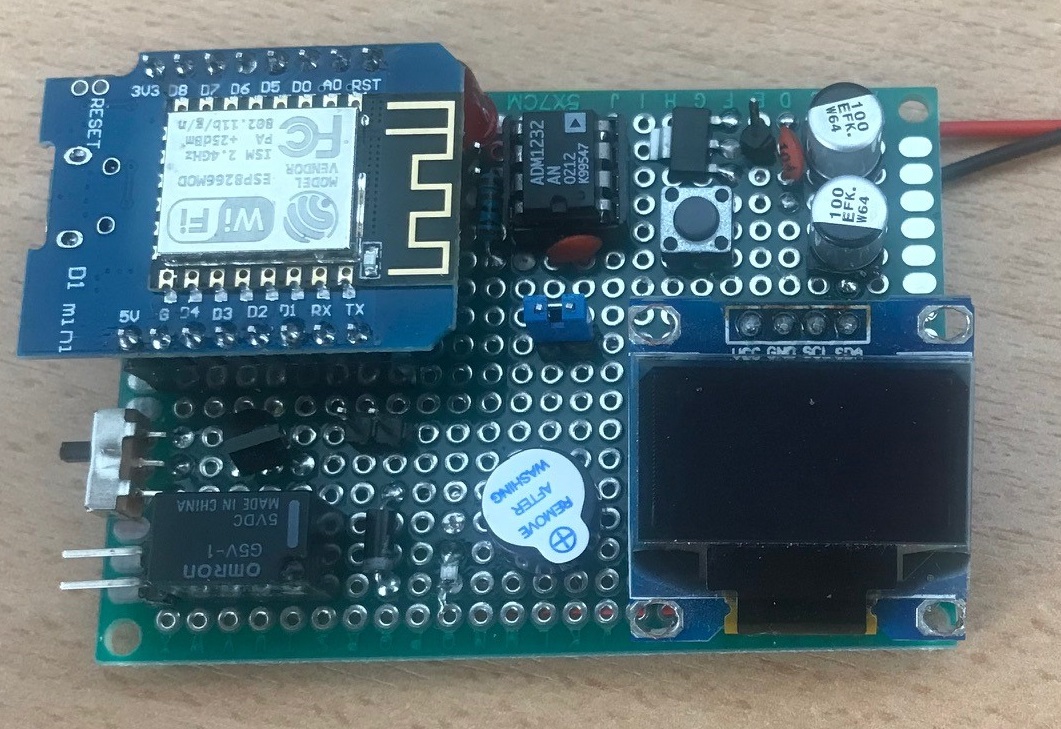 3V3 D8 D7 D6 D5 D0 A0 RST
RESET
FC
802.11b/g/n
PA +25dBm
ISM 2.4GHz
ESP8266MOD
VENDOR
MODEL
WiFi
D1 mini
5V G D4 D3 D2 D1 RX TX
5X7CM
J I H G F E D
ADM1232
AN
0212
K99547
100
EFK.
W64
100
EFK.
W64
VCC GND SCL SDA
MADE IN CHINA
5VDC
G5V-1
omron
REMOVE
AFTER
WASHING